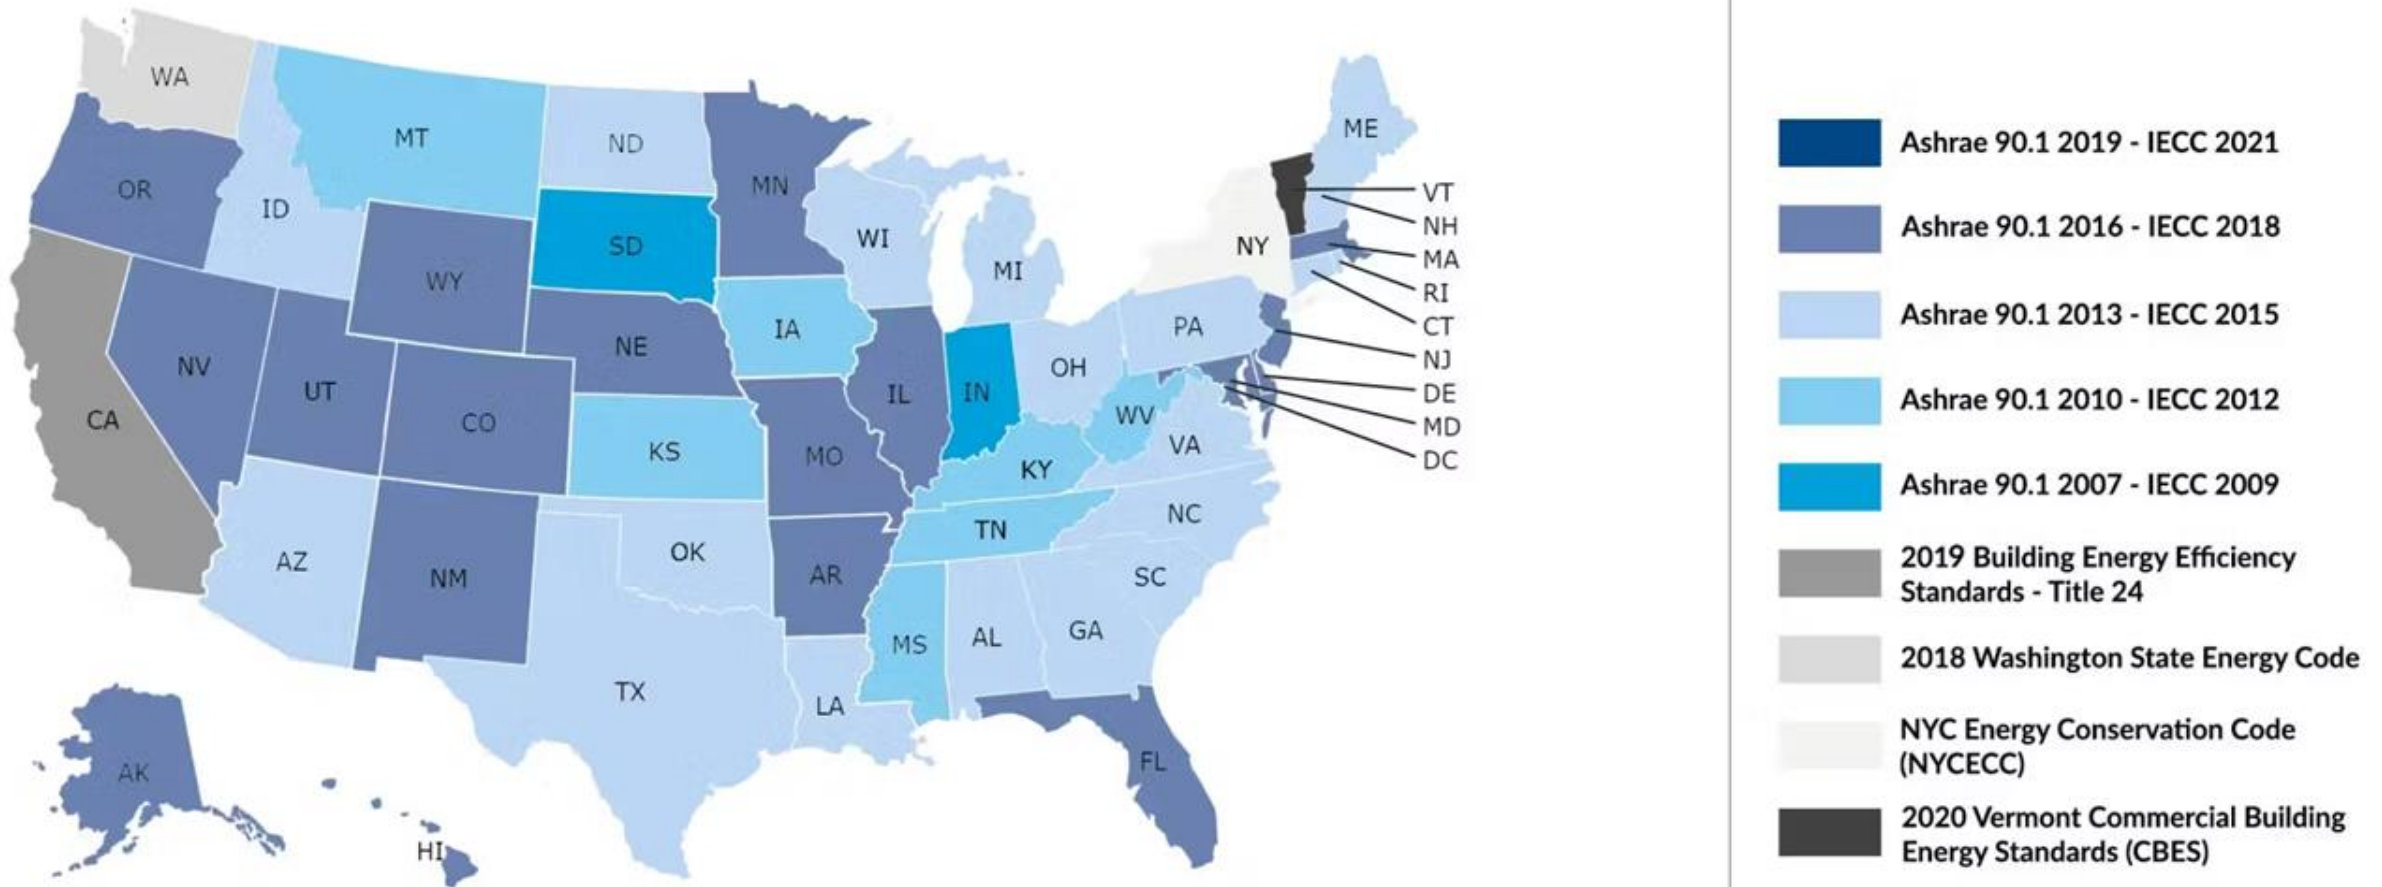 WA
MT
ND
MN
ME
OR
ID
SD
WI
MI
NY
VT
NH
MA
RI
CT
NJ
DE
MD
DC
WY
IA
NE
PA
NV
UT
CO
IL
IN
OH
WV
VA
CA
KS
MO
KY
NC
AZ
NM
OK
AR
TN
SC
MS
AL
GA
TX
LA
FL
AK
HI
Ashrae 90.1 2019 - IECC 2021
Ashrae 90.1 2016 - IECC 2018
Ashrae 90.1 2013 - IECC 2015
Ashrae 90.1 2010 - IECC 2012
Ashrae 90.1 2007 - IECC 2009
2019 Building Energy Efficiency
Standards - Title 24
2018 Washington State Energy Code
NYC Energy Conservation Code
(NYCECC)
2020 Vermont Commercial Building
Energy Standards (CBES)